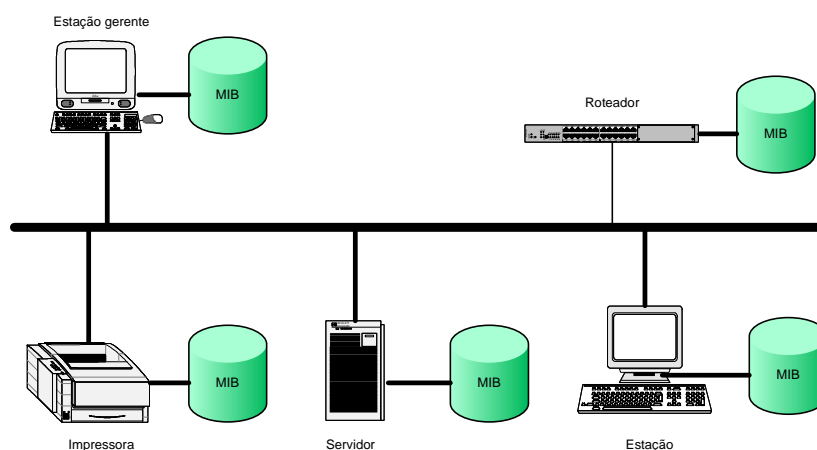 Estação gerente
MIB
Roteador
MIB
MIB
MIB
MIB
Impressora
Servidor
Estação